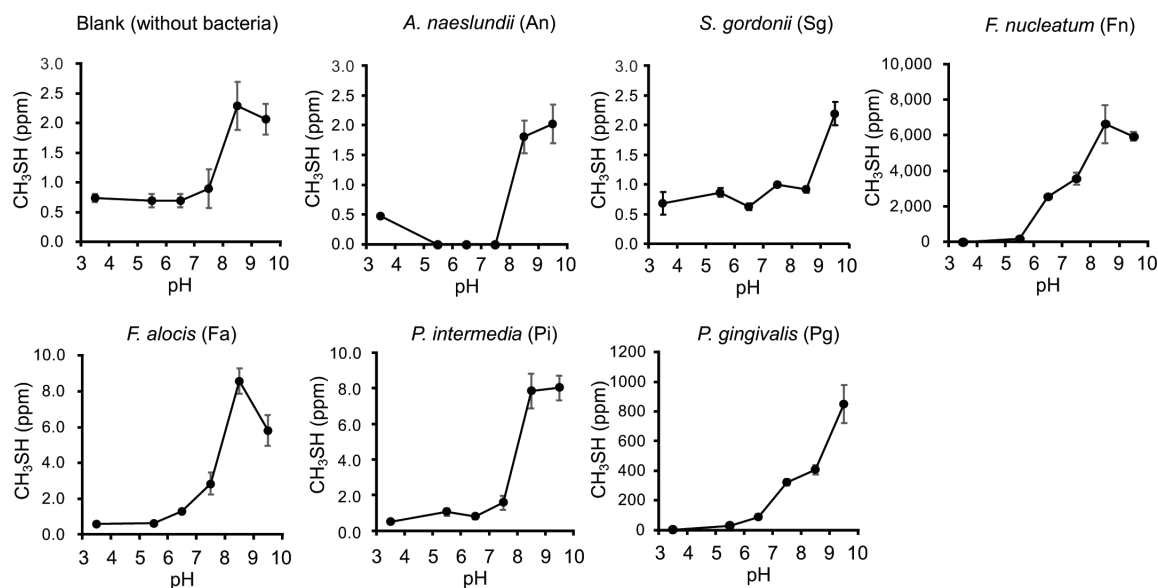 Blank (without bacteria)
CH₃SH (ppm)
3.0
2.5
2.0
1.5
1.0
0.5
0.0
3 4 5 6 7 8 9 10
pH
A. naeslundii (An)
CH₃SH (ppm)
3.0
2.5
2.0
1.5
1.0
0.5
0.0
3 4 5 6 7 8 9 10
pH
S. gordonii (Sg)
CH₃SH (ppm)
3.0
2.5
2.0
1.5
1.0
0.5
0.0
3 4 5 6 7 8 9 10
pH
F. nucleatum (Fn)
CH₃SH (ppm)
10,000
8,000
6,000
4,000
2,000
0
3 4 5 6 7 8 9 10
pH
F. alocis (Fa)
CH₃SH (ppm)
10.0
8.0
6.0
4.0
2.0
0.0
3 4 5 6 7 8 9 10
pH
P. intermedia (Pi)
CH₃SH (ppm)
10.0
8.0
6.0
4.0
2.0
0.0
3 4 5 6 7 8 9 10
pH
P. gingivalis (Pg)
CH₃SH (ppm)
1200
1000
800
600
400
200
0
3 4 5 6 7 8 9 10
pH